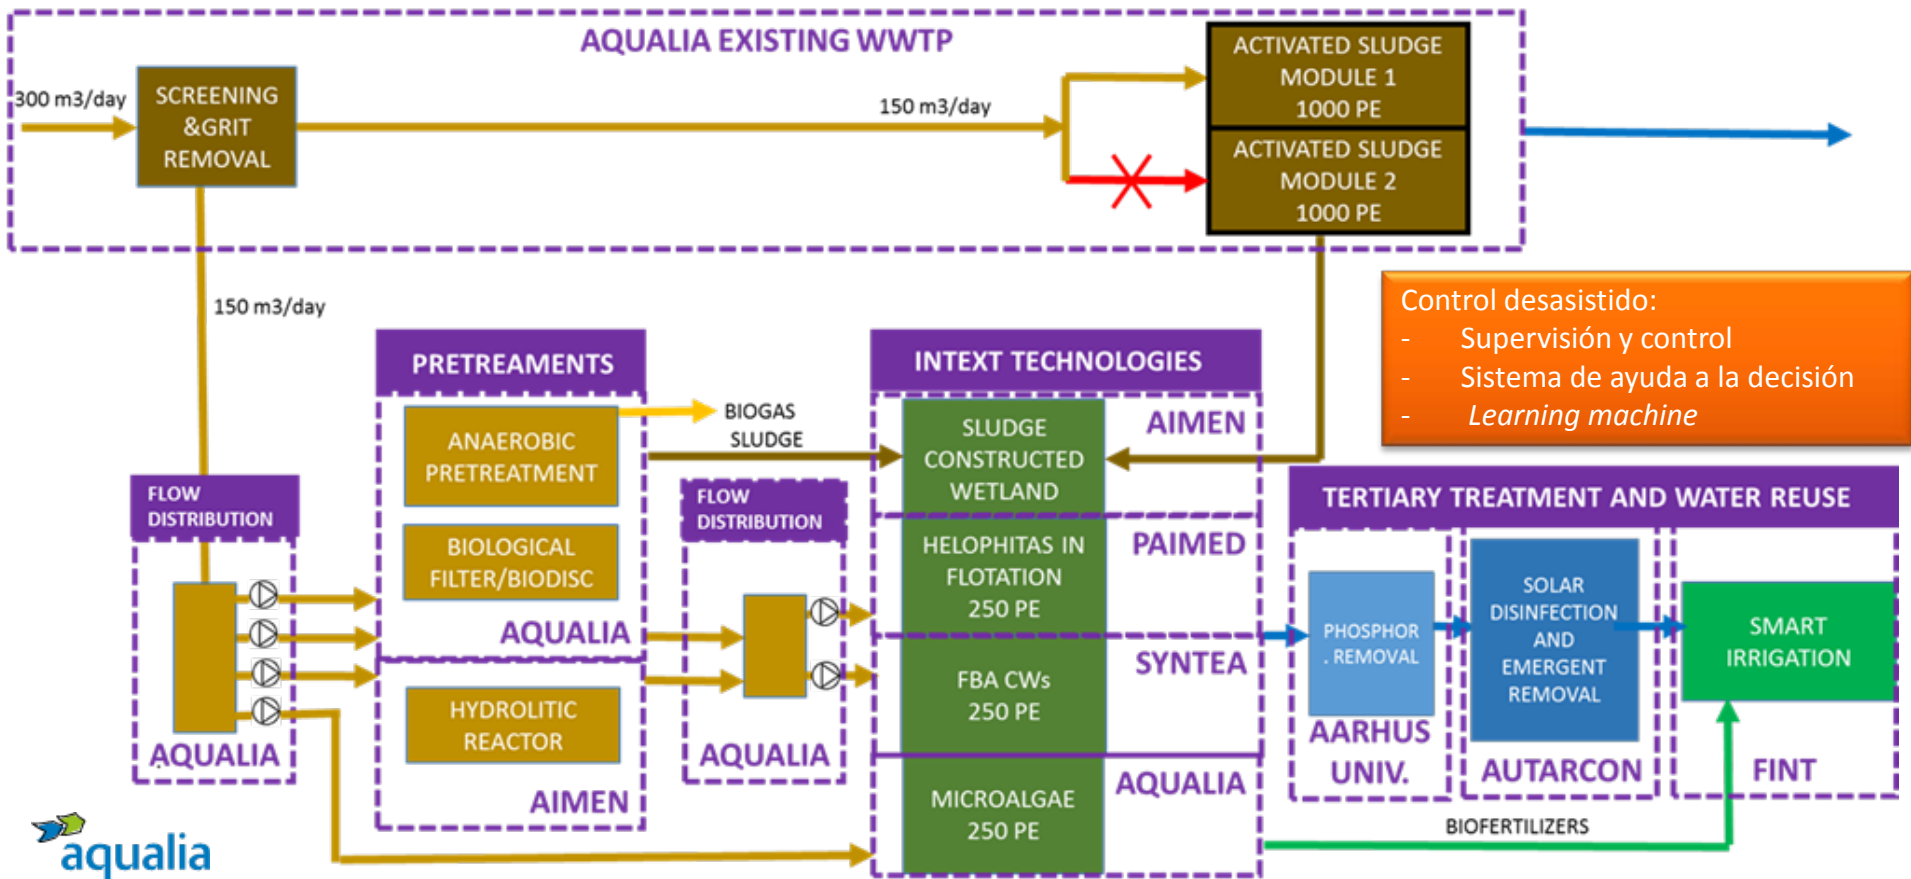 AQUALIA EXISTING WWTP
300 m3/day
SCREENING
&GRIT
REMOVAL
150 m3/day
ACTIVATED SLUDGE
MODULE 1
1000 PE
ACTIVATED SLUDGE
MODULE 2
1000 PE
150 m3/day
Control desasistido:
- Supervisión y control
- Sistema de ayuda a la decisión
- Learning machine
FLOW
DISTRIBUTION
AQUALIA
PRETREAMENTS
ANAEROBIC
PRETREATMENT
BIOLOGICAL
FILTER/BIODISC
AQUALIA
HYDROLITIC
REACTOR
AIMEN
BIOGAS
SLUDGE
FLOW
DISTRIBUTION
AQUALIA
INTEXT TECHNOLOGIES
SLUDGE
CONSTRUCTED
WETLAND
AIMEN
HELOPHITAS IN
FLOTATION
250 PE
PAIMED
FBA CWs
250 PE
SYNTEA
MICROALGAE
250 PE
AQUALIA
TERTIARY TREATMENT AND WATER REUSE
PHOSPHOR
. REMOVAL
AARHUS
UNIV.
SOLAR
DISINFECTION
AND
EMERGENT
REMOVAL
AUTARCON
SMART
IRRIGATION
FINT
BIOFERTILIZERS
aqualia